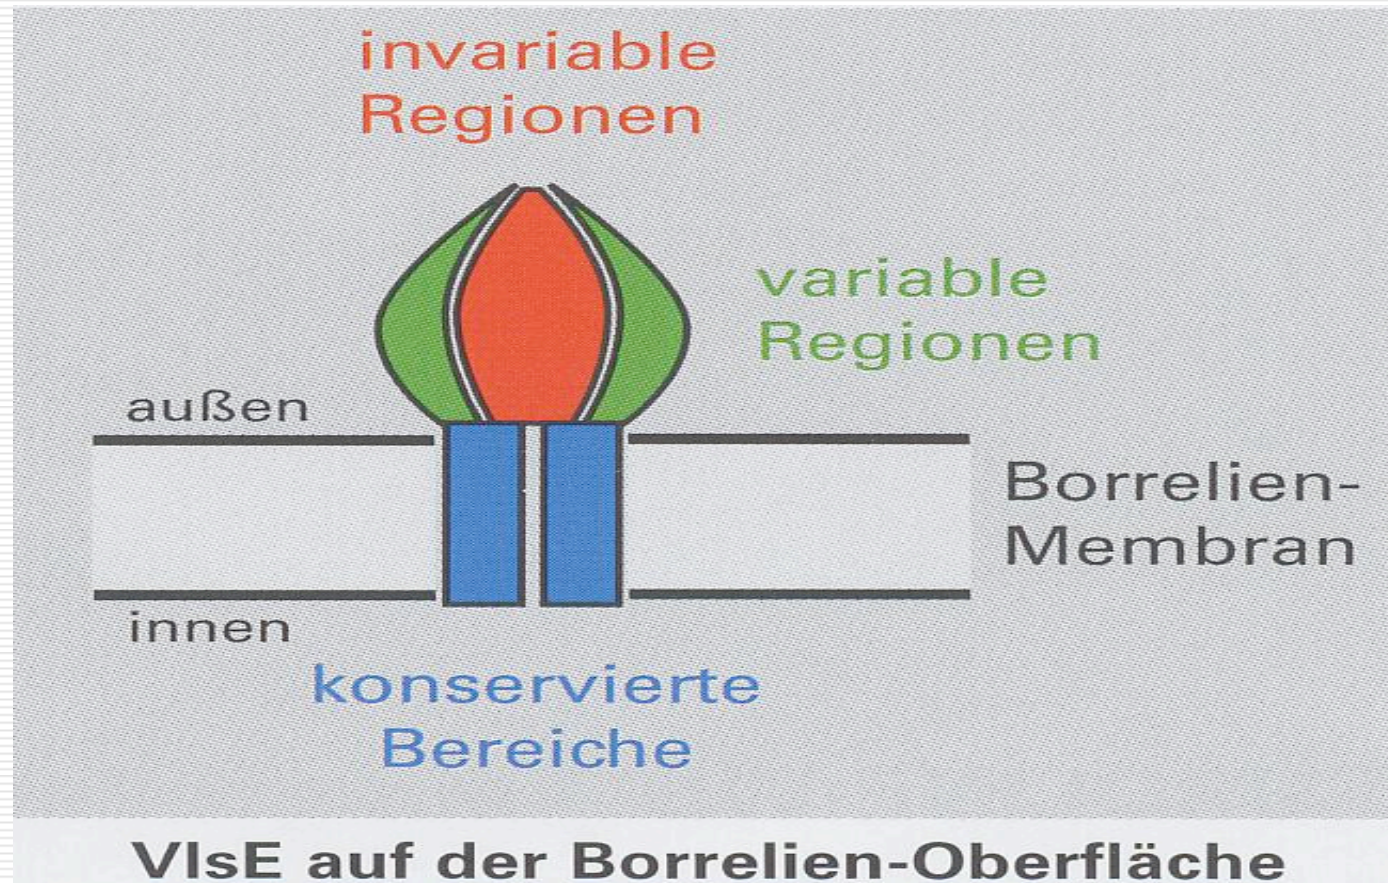 invariable
Regionen
variable
Regionen
außen
Borrelien-
Membran
innen
konservierte
Bereiche
VlsE auf der Borrelien-Oberfläche